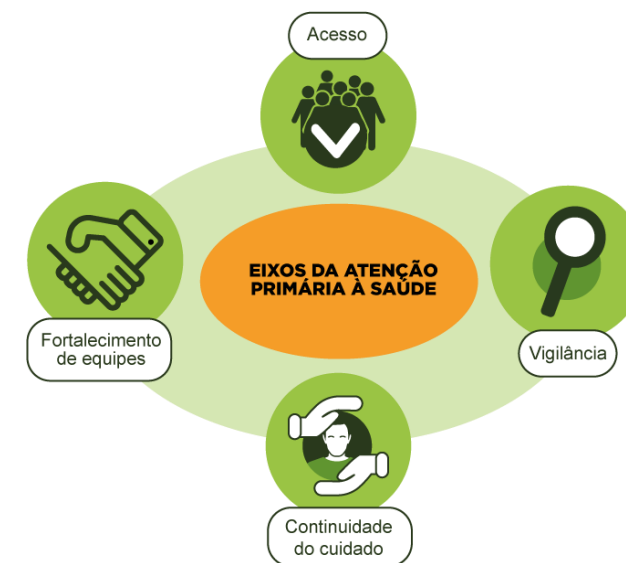 Acesso
EIXOS DA ATENÇÃO
PRIMÁRIA À SAÚDE
Fortalecimento
de equipes
Vigilância
Continuidade
do cuidado